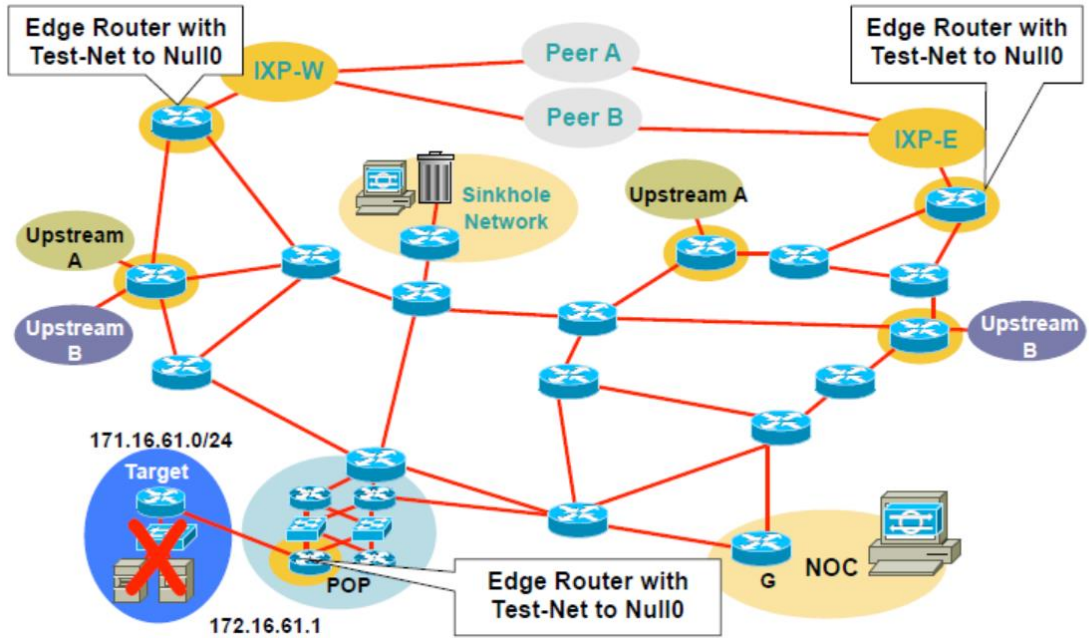 Edge Router with
Test-Net to Null0
Edge Router with
Test-Net to Null0
IXP-W
Peer A
Peer B
IXP-E
Sinkhole
Network
Upstream A
Upstream
A
Upstream
B
Upstream
B
171.16.61.0/24
Target
POP
172.16.61.1
Edge Router with
Test-Net to Null0
G
NOC